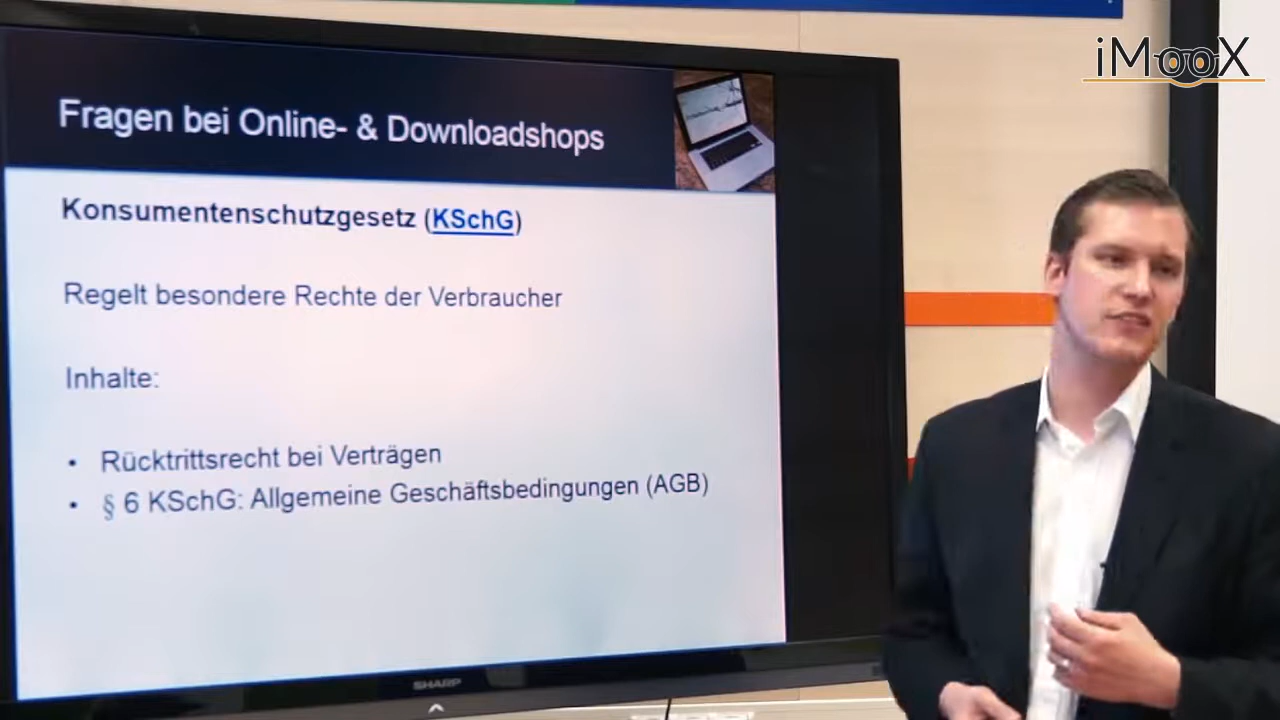 iMooX
Fragen bei Online- & Downloadshops
Konsumentenschutzgesetz (KSchG)
Regelt besondere Rechte der Verbraucher
Inhalte:
• Rücktrittsrecht bei Verträgen
• § 6 KSchG: Allgemeine Geschäftsbedingungen (AGB)
SHARP